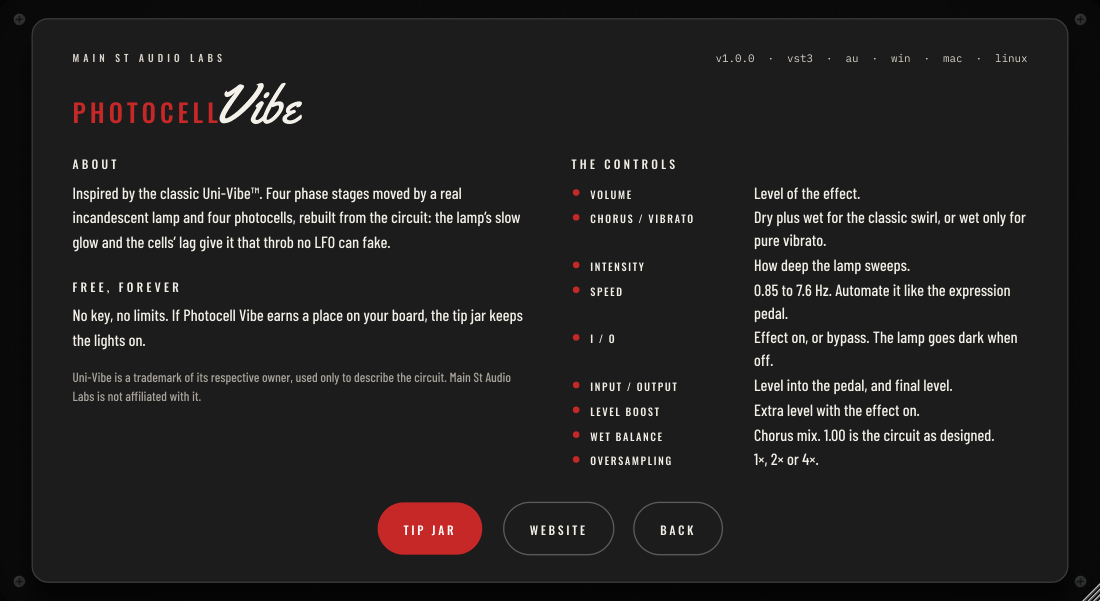 MAIN ST AUDIO LABS
v1.0.0 · vst3 · au · win · mac · linux
PHOTOCELL Vibe
ABOUT
Inspired by the classic Uni-Vibe™. Four phase stages moved by a real
incandescent lamp and four photocells, rebuilt from the circuit: the lamp’s slow
glow and the cells’ lag give it that throb no LFO can fake.
FREE, FOREVER
No key, no limits. If Photocell Vibe earns a place on your board, the tip jar keeps
the lights on.
Uni-Vibe is a trademark of its respective owner, used only to describe the circuit. Main St Audio
Labs is not affiliated with it.
THE CONTROLS
VOLUME Level of the effect.
CHORUS / VIBRATO Dry plus wet for the classic swirl, or wet only for
pure vibrato.
INTENSITY How deep the lamp sweeps.
SPEED 0.85 to 7.6 Hz. Automate it like the expression
pedal.
I / O Effect on, or bypass. The lamp goes dark when
off.
INPUT / OUTPUT Level into the pedal, and final level.
LEVEL BOOST Extra level with the effect on.
WET BALANCE Chorus mix. 1.00 is the circuit as designed.
OVERSAMPLING 1×, 2× or 4×.
TIP JAR WEBSITE BACK